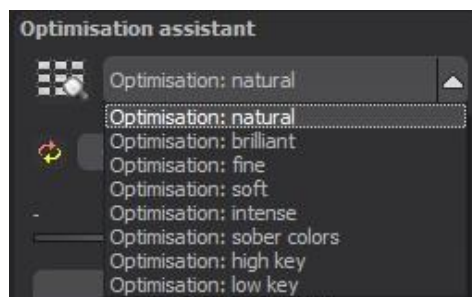 Optimisation assistant
Optimisation: natural
Optimisation: natural
Optimisation: brilliant
Optimisation: fine
Optimisation: soft
Optimisation: intense
-
Optimisation: sober colors
Optimisation: high key
Optimisation: low key